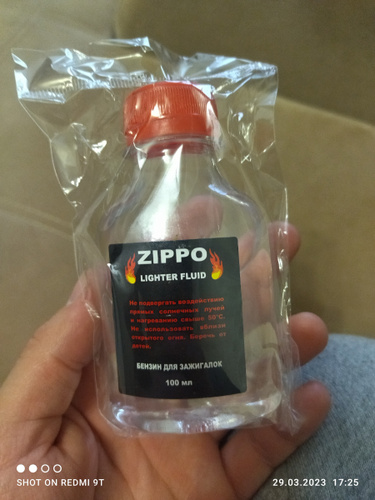 ZIPPO
LIGHTER FLUID
Не подвергать воздействию
прямых солнечных лучей
и нагреванию свыше 50°С.
Не использовать вблизи
открытого огня. Беречь от
детей.
БЕНЗИН ДЛЯ ЗАЖИГАЛОК
100 мл
SHOT ON REDMI 9T
29.03.2023 17:25